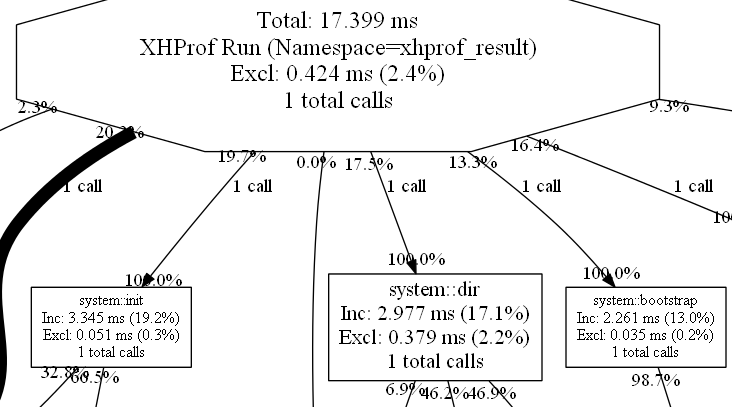 Total: 17.399 ms
XHProf Run (Namespace=xhprof_result)
Excl: 0.424 ms (2.4%)
1 total calls
2.3%
19.7%
0.0%
17.5%
13.3%
16.4%
9.3%
1 call
1 call
1 call
1 call
1 call
100.0%
100.0%
100.0%
system::init
Inc: 3.345 ms (19.2%)
Excl: 0.051 ms (0.3%)
1 total calls
system::dir
Inc: 2.977 ms (17.1%)
Excl: 0.379 ms (2.2%)
1 total calls
system::bootstrap
Inc: 2.261 ms (13.0%)
Excl: 0.035 ms (0.2%)
1 total calls
32.8%
66.5%
6.9%
46.2%
46.9%
98.7%